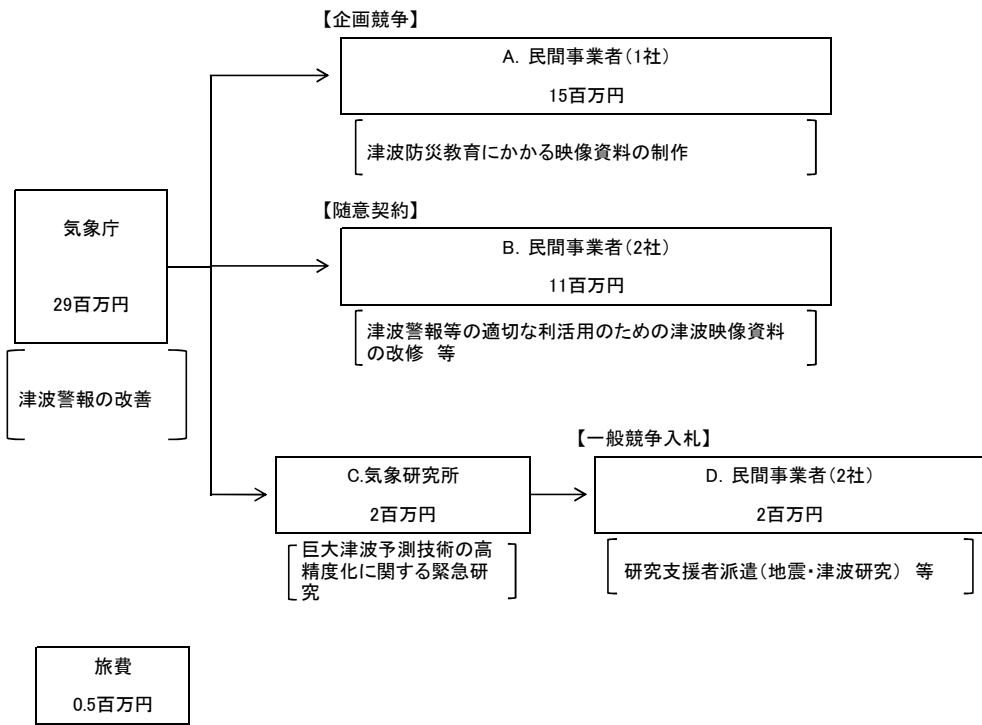 【企画競争】
A. 民間事業者(1社)
15百万円
津波防災教育にかかる映像資料の制作
気象庁
29百万円
津波警報の改善
【随意契約】
B. 民間事業者(2社)
11百万円
津波警報等の適切な利活用のための津波映像資料
の改修 等
【一般競争入札】
C.気象研究所
2百万円
巨大津波予測技術の高
精度化に関する緊急研
究
D. 民間事業者(2社)
2百万円
研究支援者派遣(地震・津波研究) 等
旅費
0.5百万円